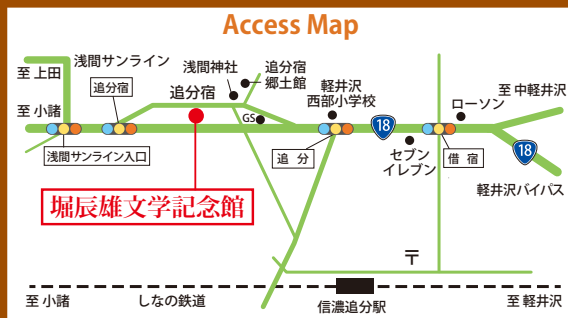 Access Map
浅間サンライン
至 上田
追分宿
至 小諸
浅間サンライン入口
追分宿
浅間神社
追分宿
郷土館
GS
軽井沢
西部小学校
追 分
18
セブン
イレブン
ローソン
借 宿
至 中軽井沢
18
軽井沢バイパス
堀辰雄文学記念館
〒
至 小諸
しなの鉄道
信濃追分駅
至 軽井沢